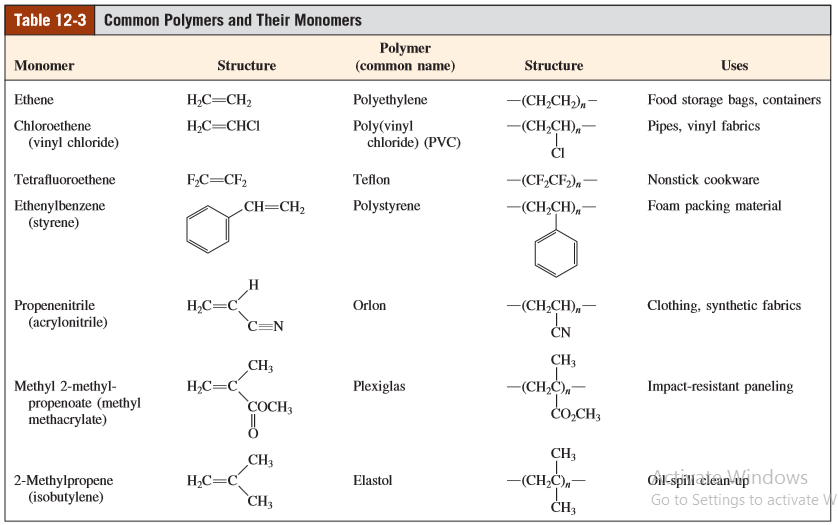 Table 12-3 Common Polymers and Their Monomers
Polymer
Monomer Structure (common name) Structure Uses
Ethene H₂C=CH₂ Polyethylene —(CH₂CH₂)ₙ— Food storage bags, containers
Chloroethene H₂C=CHCl Poly(vinyl —(CH₂CH)ₙ— Pipes, vinyl fabrics
(vinyl chloride) chloride) (PVC)
Cl
Tetrafluoroethene F₂C=CF₂ Teflon —(CF₂CF₂)ₙ— Nonstick cookware
Ethenylbenzene CH=CH₂ Polystyrene —(CH₂CH)ₙ— Foam packing material
(styrene)
H
Propenenitrile H₂C=C Orlon —(CH₂CH)ₙ— Clothing, synthetic fabrics
(acrylonitrile) C≡N CN
CH₃ CH₃
Methyl 2-methyl- H₂C=C Plexiglas —(CH₂C)ₙ— Impact-resistant paneling
propenoate (methyl COCH₃ CO₂CH₃
methacrylate)
O
CH₃ CH₃
2-Methylpropene H₂C=C Elastol —(CH₂C)ₙ— Oil-spill clean-up
(isobutylene) CH₃ CH₃
Activate Windows
Go to Settings to activate W